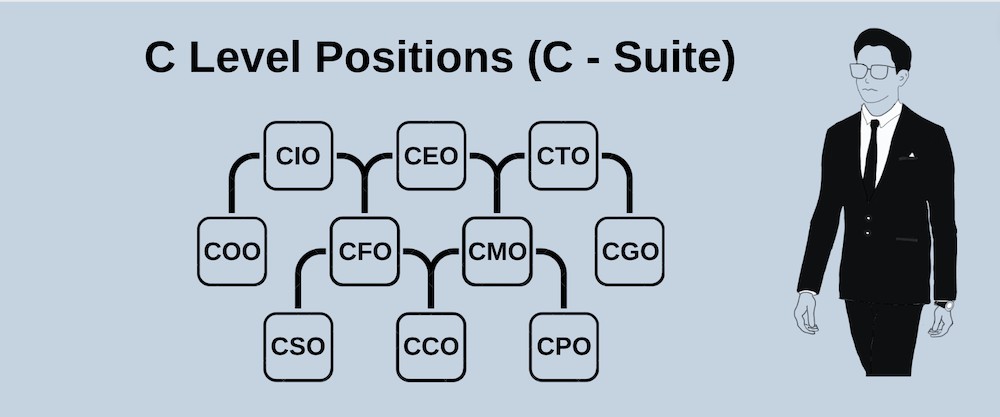 C Level Positions (C - Suite)
CIO CEO CTO
COO CFO CMO CGO
CSO CCO CPO